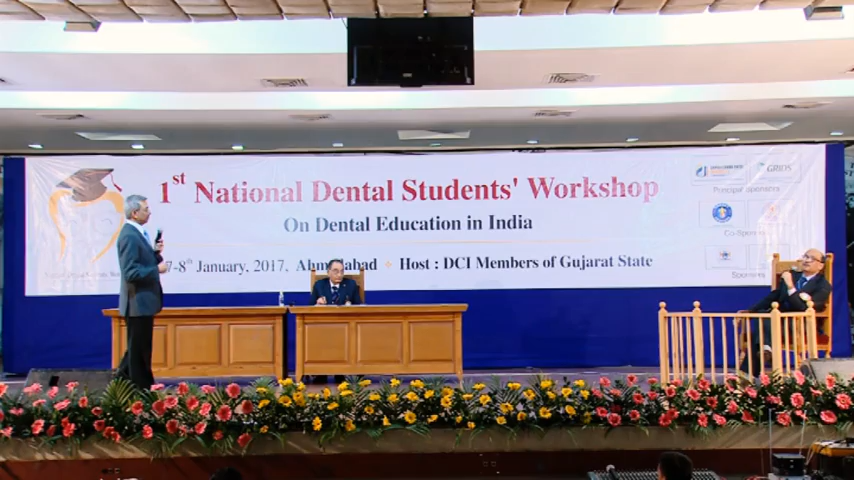 1st National Dental Students' Workshop
On Dental Education in India
7-8th January, 2017, Ahmedabad Host : DCI Members of Gujarat State
GRIDS
Principal Sponsors
Co-Spons
Sponsors